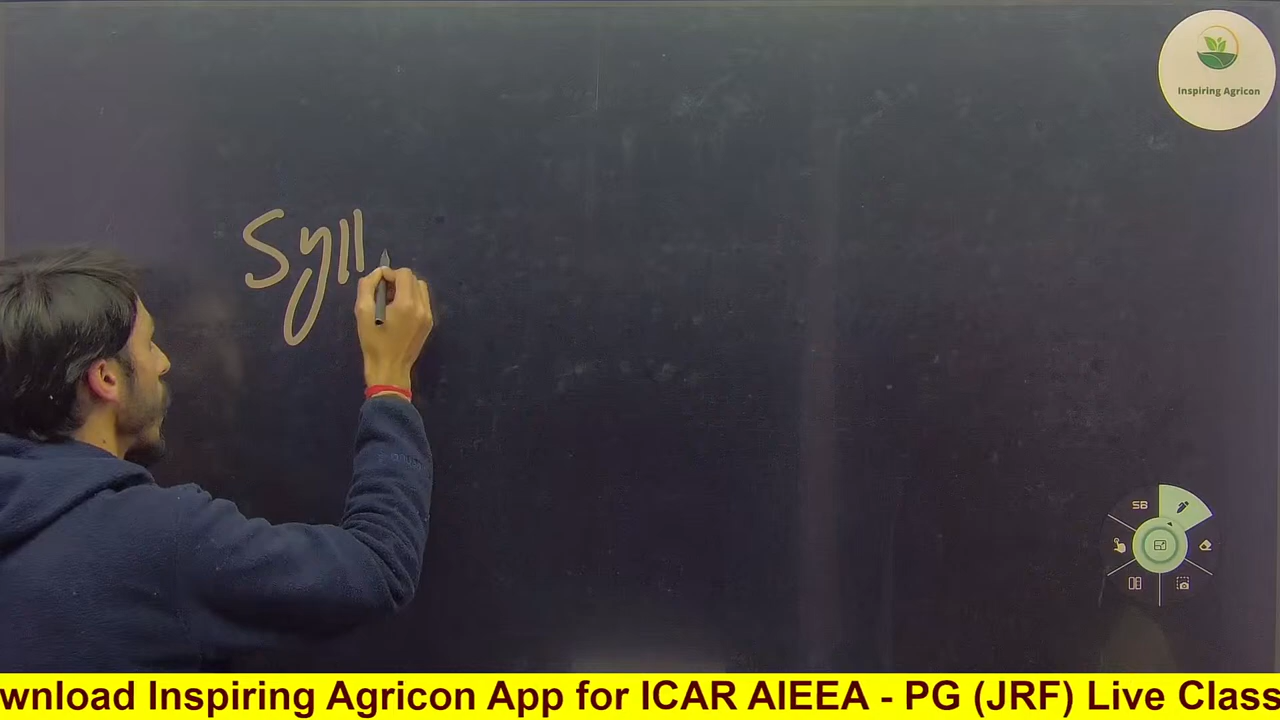 Inspiring Agricon
Syll
SB
wnload Inspiring Agricon App for ICAR AIEEA - PG (JRF) Live Class